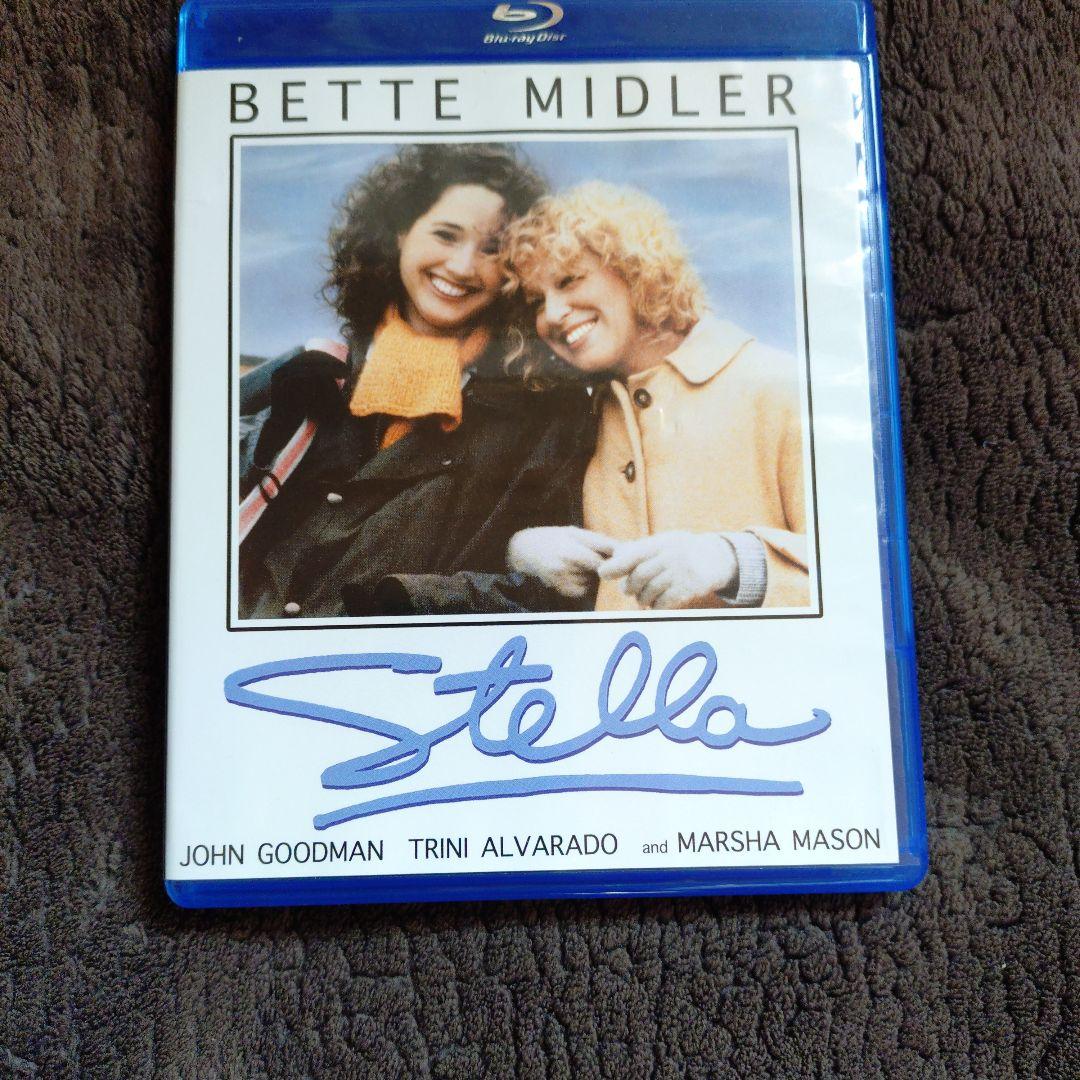 Blu-ray Disc
BETTE MIDLER
Stella
JOHN GOODMAN TRINI ALVARADO and MARSHA MASON